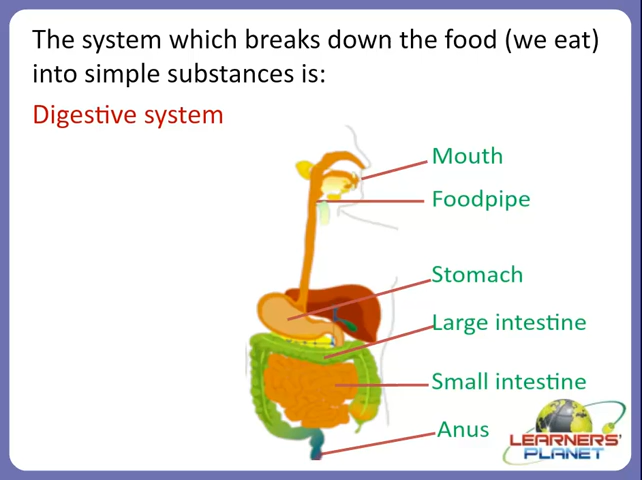 The system which breaks down the food (we eat)
into simple substances is:
Digestive system
Mouth
Foodpipe
Stomach
Large intestine
Small intestine
Anus
LEARNERS'
PLANET